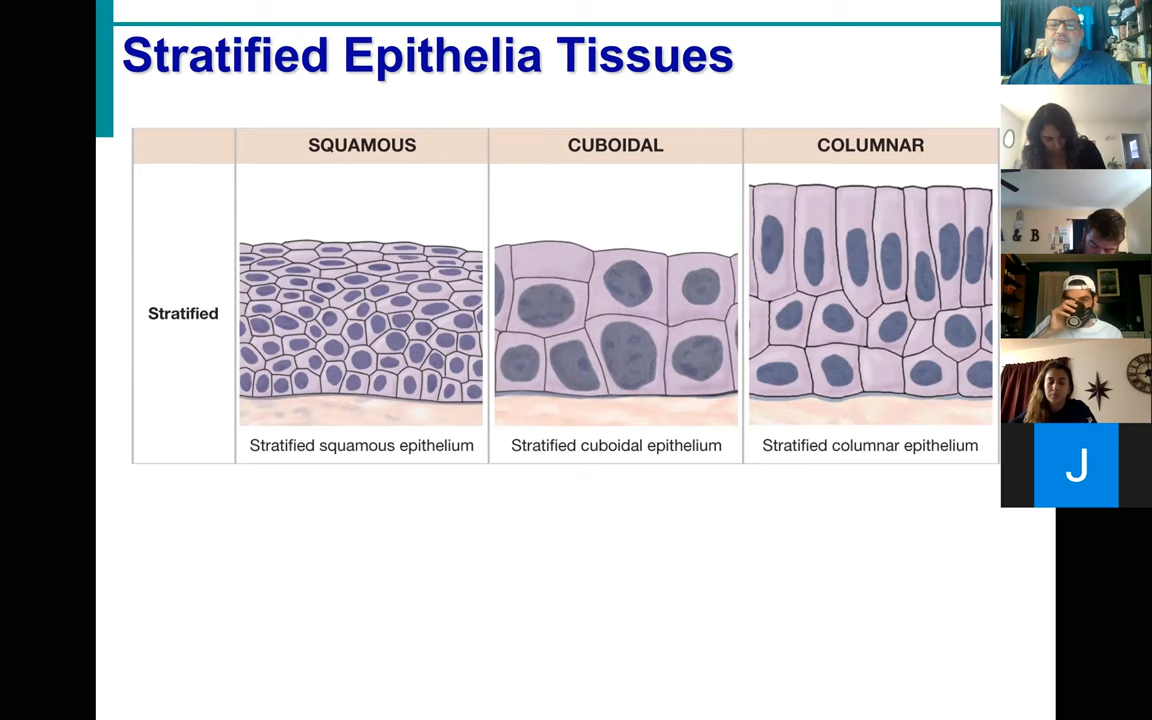 Stratified Epithelia Tissues
SQUAMOUS
CUBOIDAL
COLUMNAR
Stratified
Stratified squamous epithelium
Stratified cuboidal epithelium
Stratified columnar epithelium
A & B
J